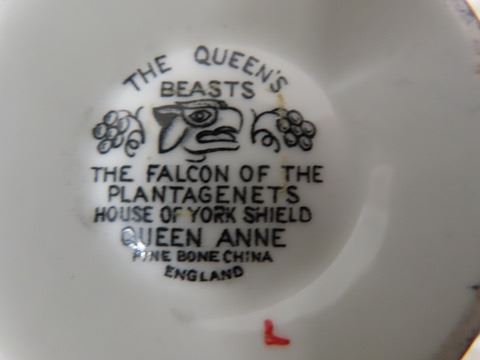 THE QUEEN'S
BEASTS
THE FALCON OF THE
PLANTAGENETS
HOUSE OF YORK SHIELD
QUEEN ANNE
FINE BONE CHINA
ENGLAND
L